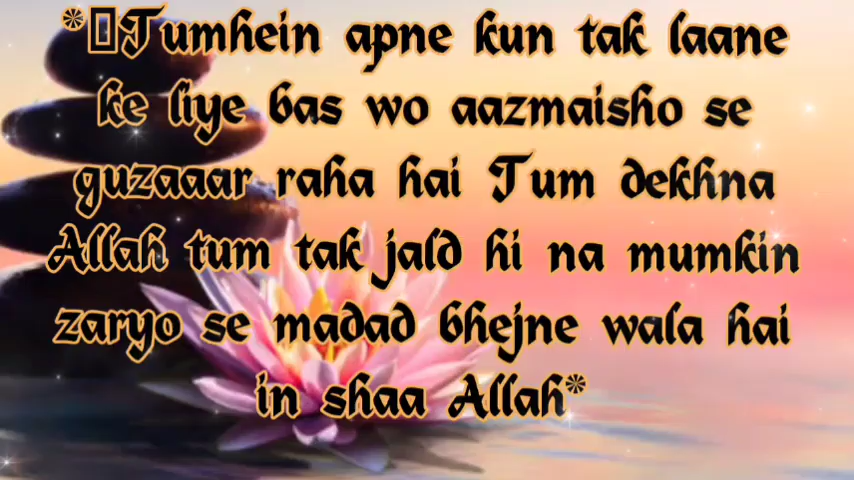 *▯Tumhein apne kun tak laane
ke liye bas wo aazmaisho se
guzaaar raha hai Tum dekhna
Allah tum tak jald hi na mumkin
zaryo se madad bhejne wala hai
in shaa Allah*